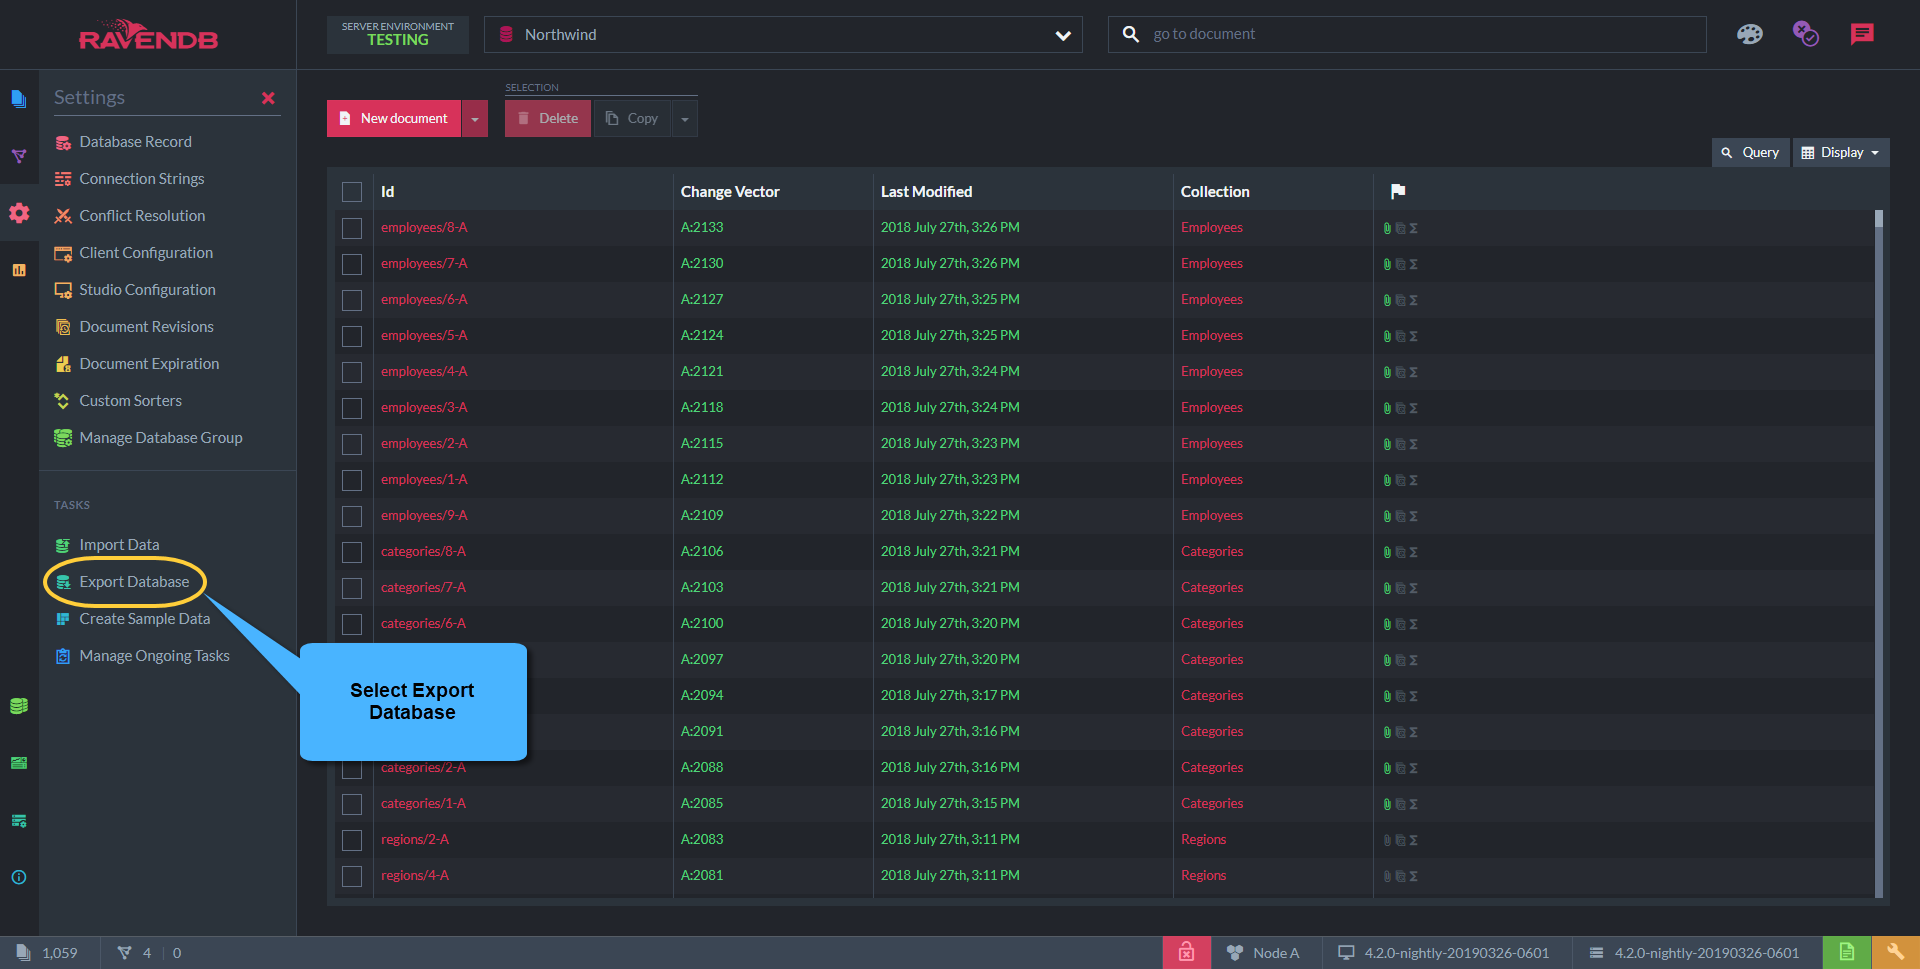 RAVENDB
SERVER ENVIRONMENT
TESTING
Northwind
go to document
Settings
Database Record
Connection Strings
Conflict Resolution
Client Configuration
Studio Configuration
Document Revisions
Document Expiration
Custom Sorters
Manage Database Group
TASKS
Import Data
Export Database
Create Sample Data
Manage Ongoing Tasks
Select Export
Database
SELECTION
New document
Delete
Copy
Query
Display
Id Change Vector Last Modified Collection
employees/8-A A:2133 2018 July 27th, 3:26 PM Employees
employees/7-A A:2130 2018 July 27th, 3:26 PM Employees
employees/6-A A:2127 2018 July 27th, 3:25 PM Employees
employees/5-A A:2124 2018 July 27th, 3:25 PM Employees
employees/4-A A:2121 2018 July 27th, 3:24 PM Employees
employees/3-A A:2118 2018 July 27th, 3:24 PM Employees
employees/2-A A:2115 2018 July 27th, 3:23 PM Employees
employees/1-A A:2112 2018 July 27th, 3:23 PM Employees
employees/9-A A:2109 2018 July 27th, 3:22 PM Employees
categories/8-A A:2106 2018 July 27th, 3:21 PM Categories
categories/7-A A:2103 2018 July 27th, 3:21 PM Categories
categories/6-A A:2100 2018 July 27th, 3:20 PM Categories
A:2097 2018 July 27th, 3:20 PM Categories
A:2094 2018 July 27th, 3:17 PM Categories
A:2091 2018 July 27th, 3:16 PM Categories
categories/2-A A:2088 2018 July 27th, 3:16 PM Categories
categories/1-A A:2085 2018 July 27th, 3:15 PM Categories
regions/2-A A:2083 2018 July 27th, 3:11 PM Regions
regions/4-A A:2081 2018 July 27th, 3:11 PM Regions
1,059 4 0 Node A 4.2.0-nightly-20190326-0601 4.2.0-nightly-20190326-0601